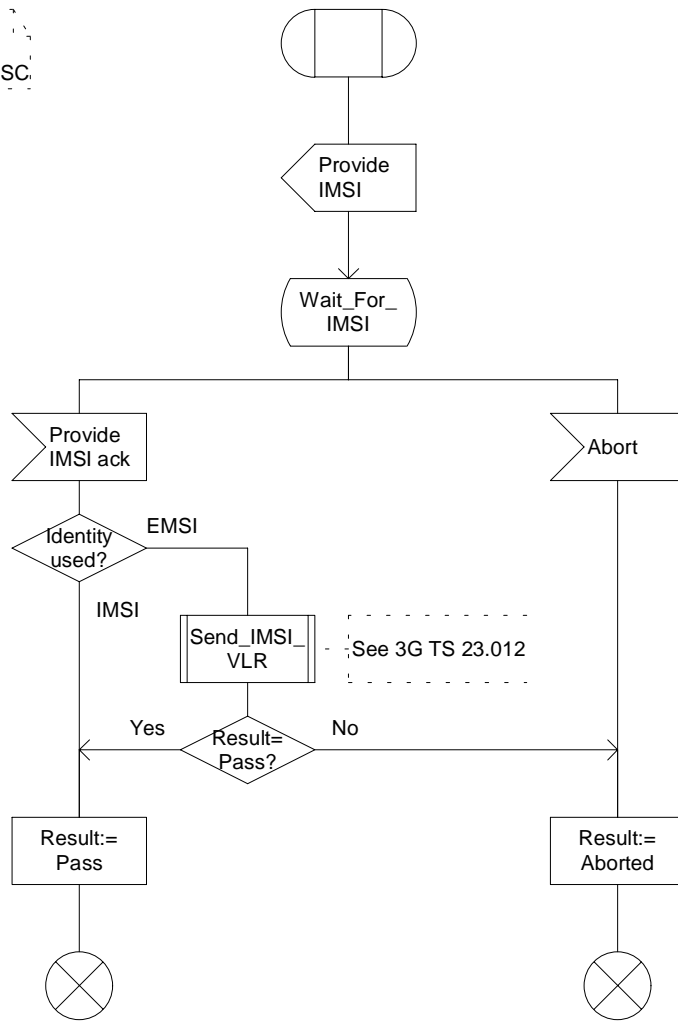 SC
Provide
IMSI
Wait_For_
IMSI
Provide
IMSI ack
Abort
Identity
used?
EMSI
IMSI
Send_IMSI_
VLR
See 3G TS 23.012
Yes
Result=
Pass?
No
Result:=
Pass
Result:=
Aborted